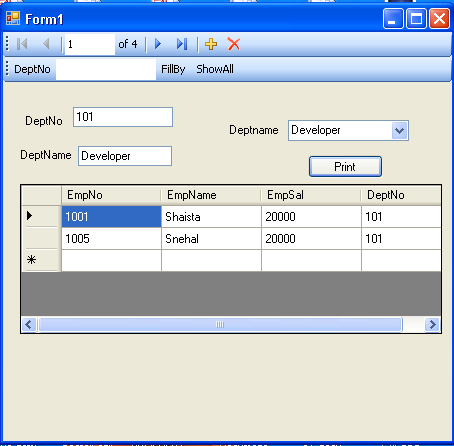 Form1
1 of 4
DeptNo FillBy ShowAll
DeptNo 101
Deptname Developer
DeptName Developer
Print
EmpNo EmpName EmpSal DeptNo
1001 Shaista 20000 101
1005 Snehal 20000 101